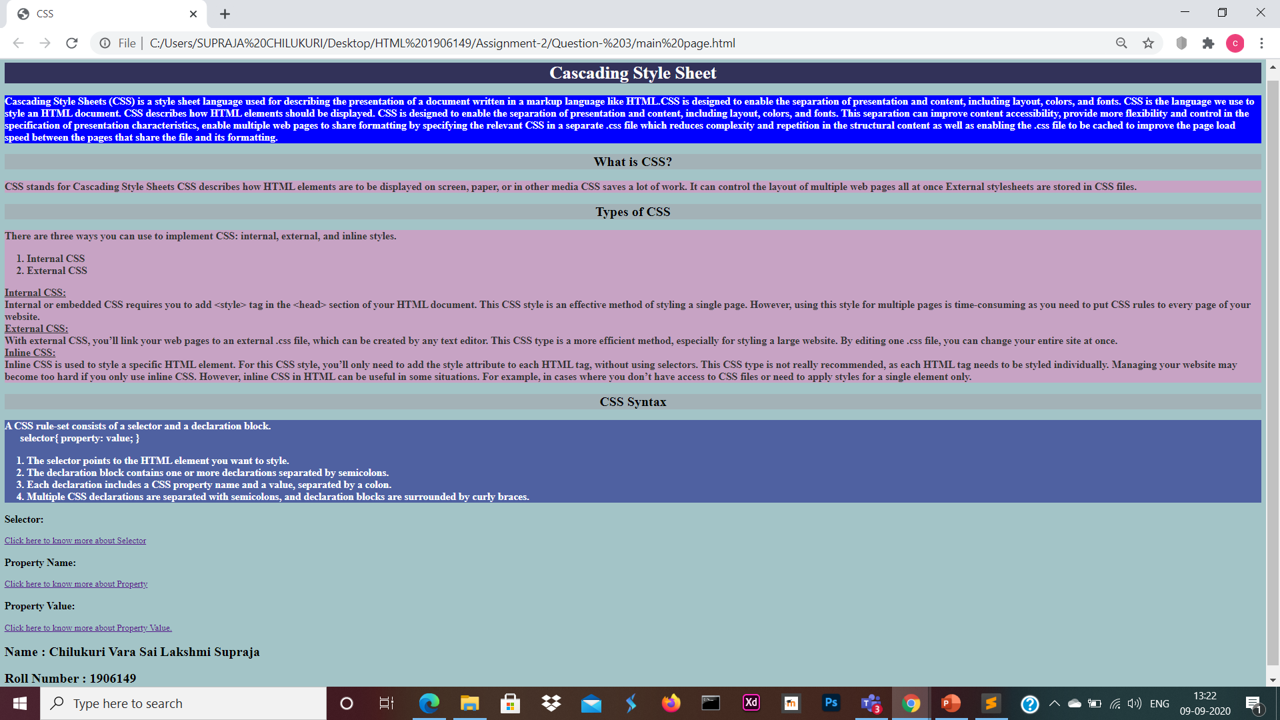 CSS
File
C:/Users/SUPRAJA%20CHILUKURI/Desktop/HTML%201906149/Assignment-2/Question-%203/main%20page.html
C
Cascading Style Sheet
Cascading Style Sheets (CSS) is a style sheet language used for describing the presentation of a document written in a markup language like HTML.CSS is designed to enable the separation of presentation and content, including layout, colors, and fonts. CSS is the language we use to
style an HTML document. CSS describes how HTML elements should be displayed. CSS is designed to enable the separation of presentation and content, including layout, colors, and fonts. This separation can improve content accessibility, provide more flexibility and control in the
specification of presentation characteristics, enable multiple web pages to share formatting by specifying the relevant CSS in a separate .css file which reduces complexity and repetition in the structural content as well as enabling the .css file to be cached to improve the page load
speed between the pages that share the file and its formatting.
What is CSS?
CSS stands for Cascading Style Sheets CSS describes how HTML elements are to be displayed on screen, paper, or in other media CSS saves a lot of work. It can control the layout of multiple web pages all at once External stylesheets are stored in CSS files.
Types of CSS
There are three ways you can use to implement CSS: internal, external, and inline styles.
1. Internal CSS
2. External CSS
Internal CSS:
Internal or embedded CSS requires you to add <style> tag in the <head> section of your HTML document. This CSS style is an effective method of styling a single page. However, using this style for multiple pages is time-consuming as you need to put CSS rules to every page of your
website.
External CSS:
With external CSS, you’ll link your web pages to an external .css file, which can be created by any text editor. This CSS type is a more efficient method, especially for styling a large website. By editing one .css file, you can change your entire site at once.
Inline CSS:
Inline CSS is used to style a specific HTML element. For this CSS style, you’ll only need to add the style attribute to each HTML tag, without using selectors. This CSS type is not really recommended, as each HTML tag needs to be styled individually. Managing your website may
become too hard if you only use inline CSS. However, inline CSS in HTML can be useful in some situations. For example, in cases where you don’t have access to CSS files or need to apply styles for a single element only.
CSS Syntax
A CSS rule-set consists of a selector and a declaration block.
selector{ property: value; }
1. The selector points to the HTML element you want to style.
2. The declaration block contains one or more declarations separated by semicolons.
3. Each declaration includes a CSS property name and a value, separated by a colon.
4. Multiple CSS declarations are separated with semicolons, and declaration blocks are surrounded by curly braces.
Selector:
Click here to know more about Selector
Property Name:
Click here to know more about Property
Property Value:
Click here to know more about Property Value.
Name : Chilukuri Vara Sai Lakshmi Supraja
Roll Number : 1906149
Type here to search
Xd
m
Ps
3
P
S
ENG
13:22
09-09-2020
1